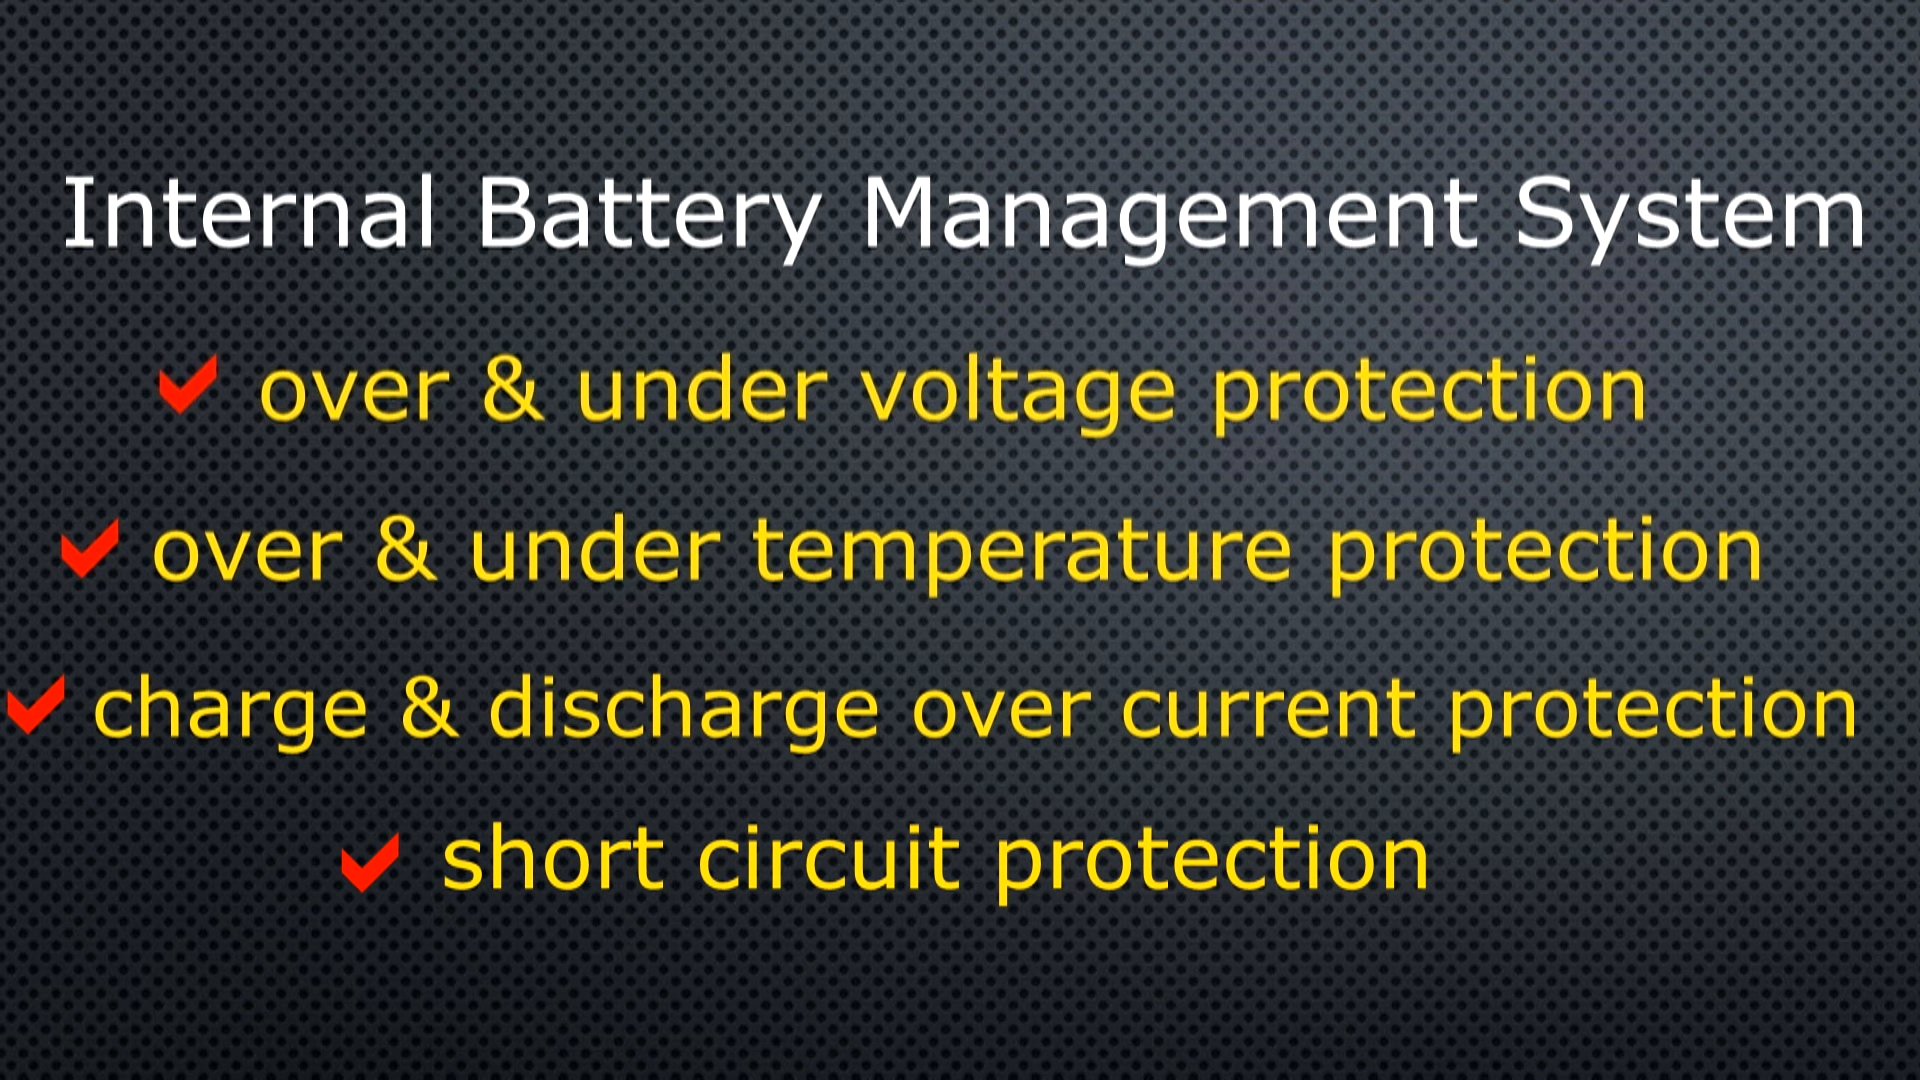 Internal Battery Management System
✔ over & under voltage protection
✔ over & under temperature protection
✔ charge & discharge over current protection
✔ short circuit protection